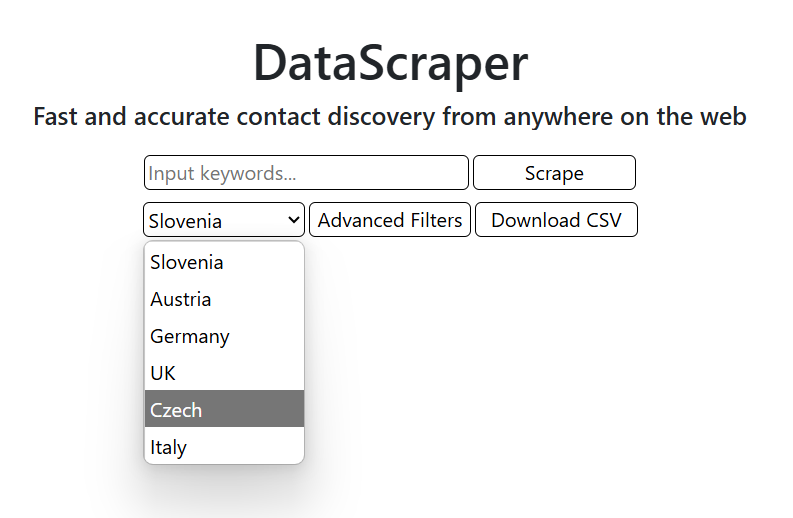 DataScraper
Fast and accurate contact discovery from anywhere on the web
Input keywords... Scrape
Slovenia Advanced Filters Download CSV
Slovenia
Austria
Germany
UK
Czech
Italy